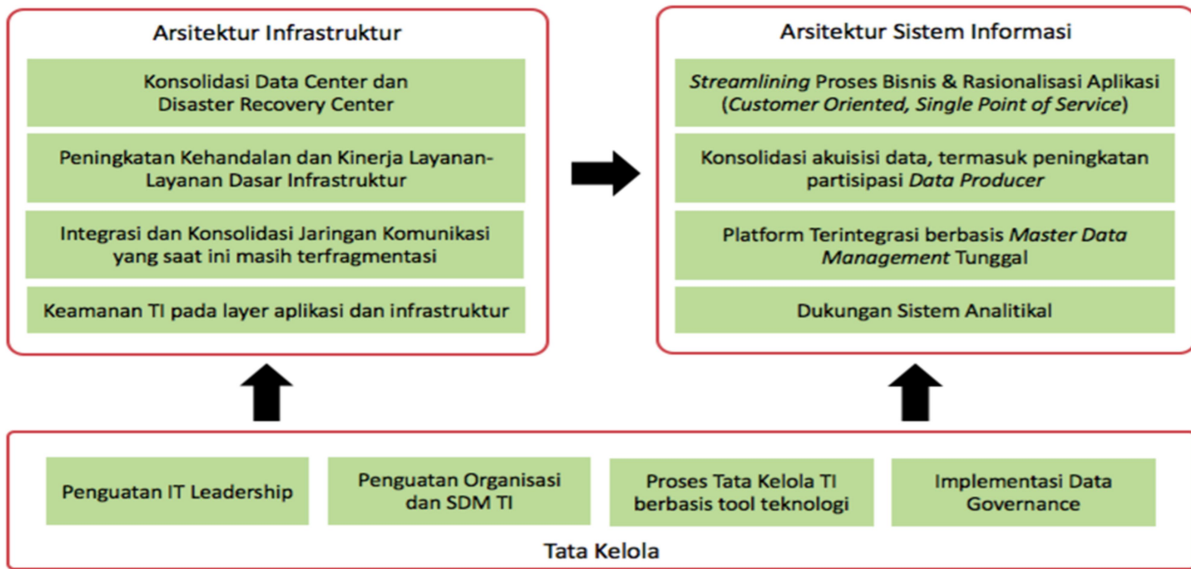 Arsitektur Infrastruktur
Konsolidasi Data Center dan
Disaster Recovery Center
Peningkatan Kehandalan dan Kinerja Layanan-
Layanan Dasar Infrastruktur
Integrasi dan Konsolidasi Jaringan Komunikasi
yang saat ini masih terfragmentasi
Keamanan TI pada layer aplikasi dan infrastruktur
Arsitektur Sistem Informasi
Streamlining Proses Bisnis & Rasionalisasi Aplikasi
(Customer Oriented, Single Point of Service)
Konsolidasi akuisisi data, termasuk peningkatan
partisipasi Data Producer
Platform Terintegrasi berbasis Master Data
Management Tunggal
Dukungan Sistem Analitikal
Penguatan IT Leadership
Penguatan Organisasi
dan SDM TI
Proses Tata Kelola TI
berbasis tool teknologi
Implementasi Data
Governance
Tata Kelola